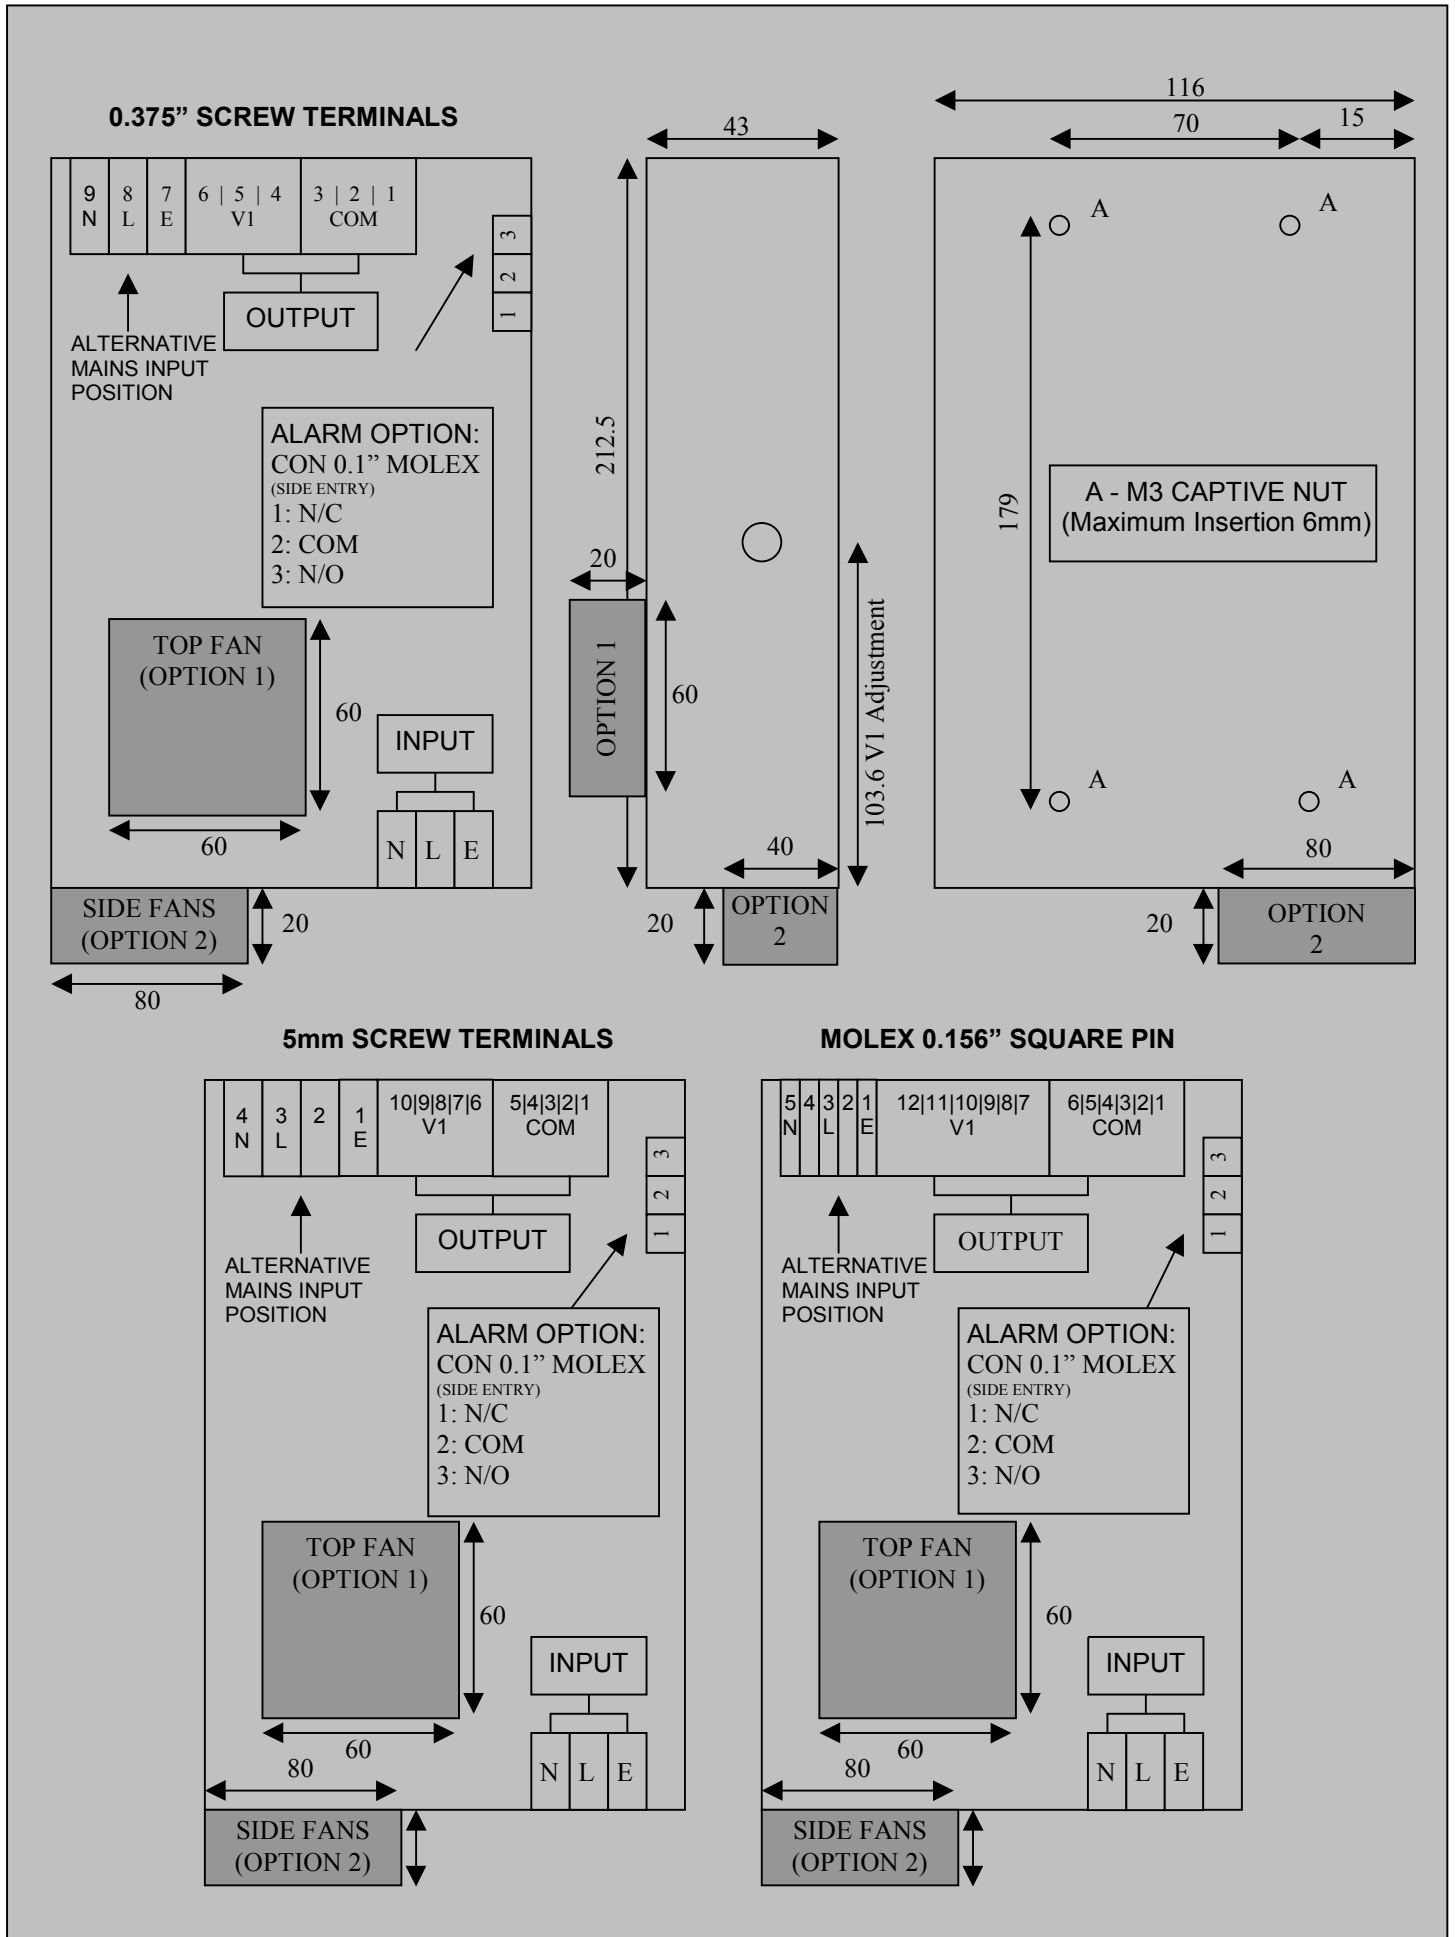 0.375” SCREW TERMINALS
9 N
8 L
7 E
6 | 5 | 4
V1
3 | 2 | 1
COM
3
2
1
OUTPUT
ALTERNATIVE
MAINS INPUT
POSITION
ALARM OPTION:
CON 0.1” MOLEX
(SIDE ENTRY)
1: N/C
2: COM
3: N/O
TOP FAN
(OPTION 1)
60
60
INPUT
N L E
SIDE FANS
(OPTION 2)
20
80
43
212.5
20
OPTION 1
60
103.6 V1 Adjustment
40
20
OPTION
2
116
70
15
A
A
179
A - M3 CAPTIVE NUT
(Maximum Insertion 6mm)
A
A
80
20
OPTION
2
5mm SCREW TERMINALS
4 N
3 L
2
1 E
10|9|8|7|6
V1
5|4|3|2|1
COM
3
2
1
OUTPUT
ALTERNATIVE
MAINS INPUT
POSITION
ALARM OPTION:
CON 0.1” MOLEX
(SIDE ENTRY)
1: N/C
2: COM
3: N/O
TOP FAN
(OPTION 1)
60
60
INPUT
N L E
80
SIDE FANS
(OPTION 2)
MOLEX 0.156” SQUARE PIN
5 N
4
3 L
2
1 E
12|11|10|9|8|7
V1
6|5|4|3|2|1
COM
3
2
1
OUTPUT
ALTERNATIVE
MAINS INPUT
POSITION
ALARM OPTION:
CON 0.1” MOLEX
(SIDE ENTRY)
1: N/C
2: COM
3: N/O
TOP FAN
(OPTION 1)
60
60
INPUT
N L E
80
SIDE FANS
(OPTION 2)